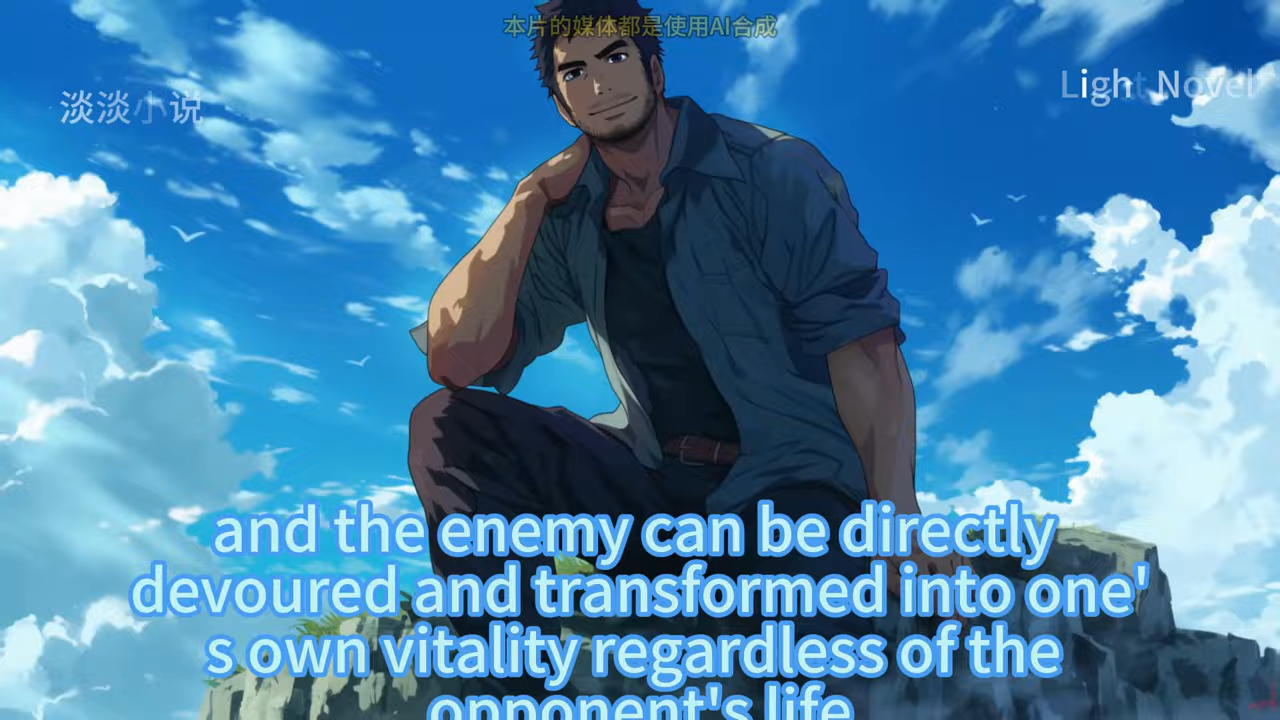 本片的媒体都是使用AI合成
淡淡小说
Light Novel
and the enemy can be directly
devoured and transformed into one'
s own vitality regardless of the
opponent's life